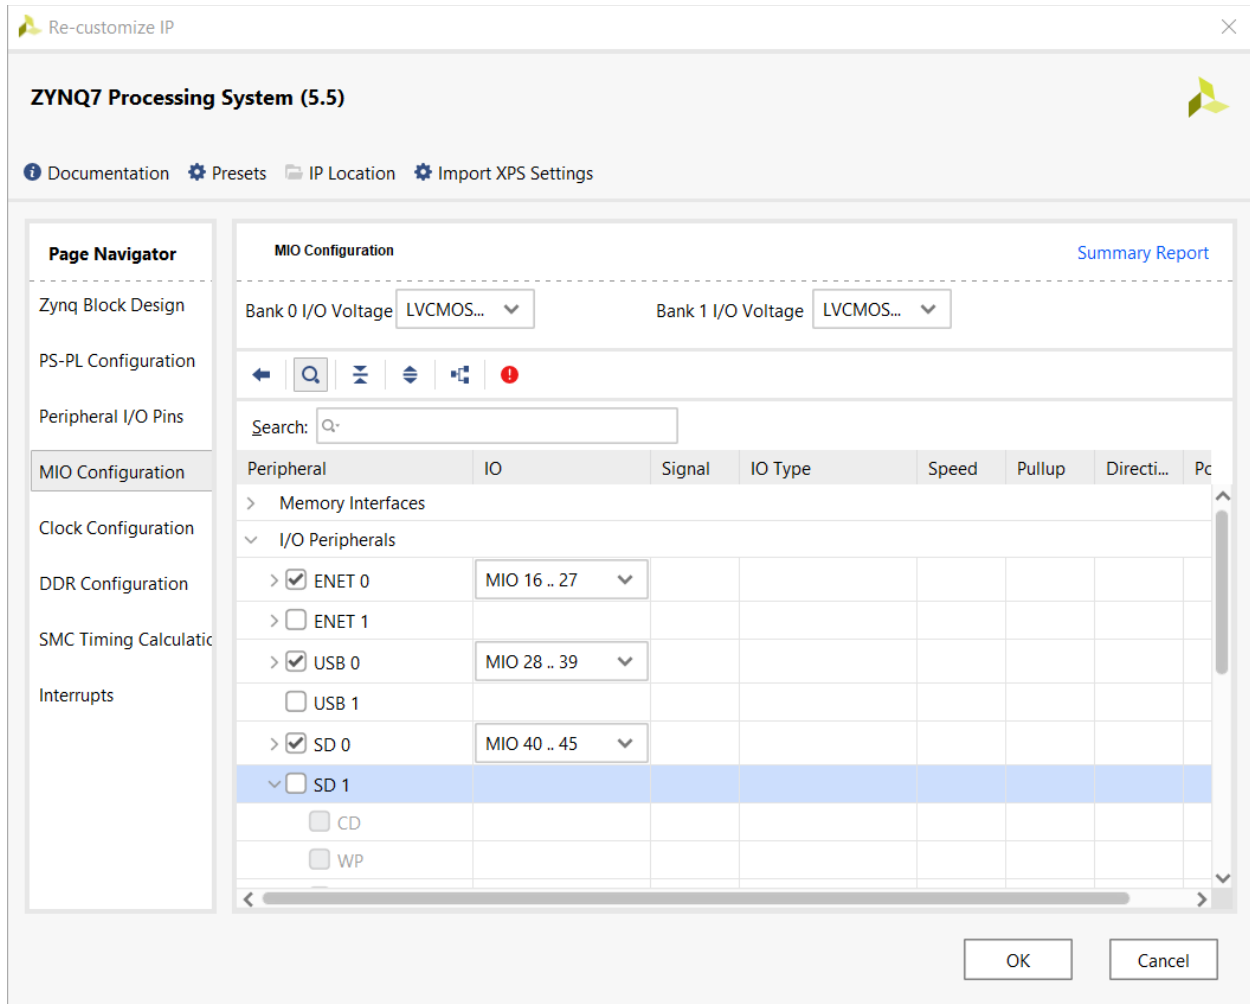 Re-customize IP
ZYNQ7 Processing System (5.5)
Documentation Presets IP Location Import XPS Settings
Page Navigator
Zynq Block Design
PS-PL Configuration
Peripheral I/O Pins
MIO Configuration
Clock Configuration
DDR Configuration
SMC Timing Calculatic
Interrupts
MIO Configuration Summary Report
Bank 0 I/O Voltage LVCMOS... Bank 1 I/O Voltage LVCMOS...
Search:
Peripheral IO Signal IO Type Speed Pullup Directi... Pc
Memory Interfaces
I/O Peripherals
ENET 0 MIO 16 .. 27
ENET 1
USB 0 MIO 28 .. 39
USB 1
SD 0 MIO 40 .. 45
SD 1
CD
WP
OK Cancel